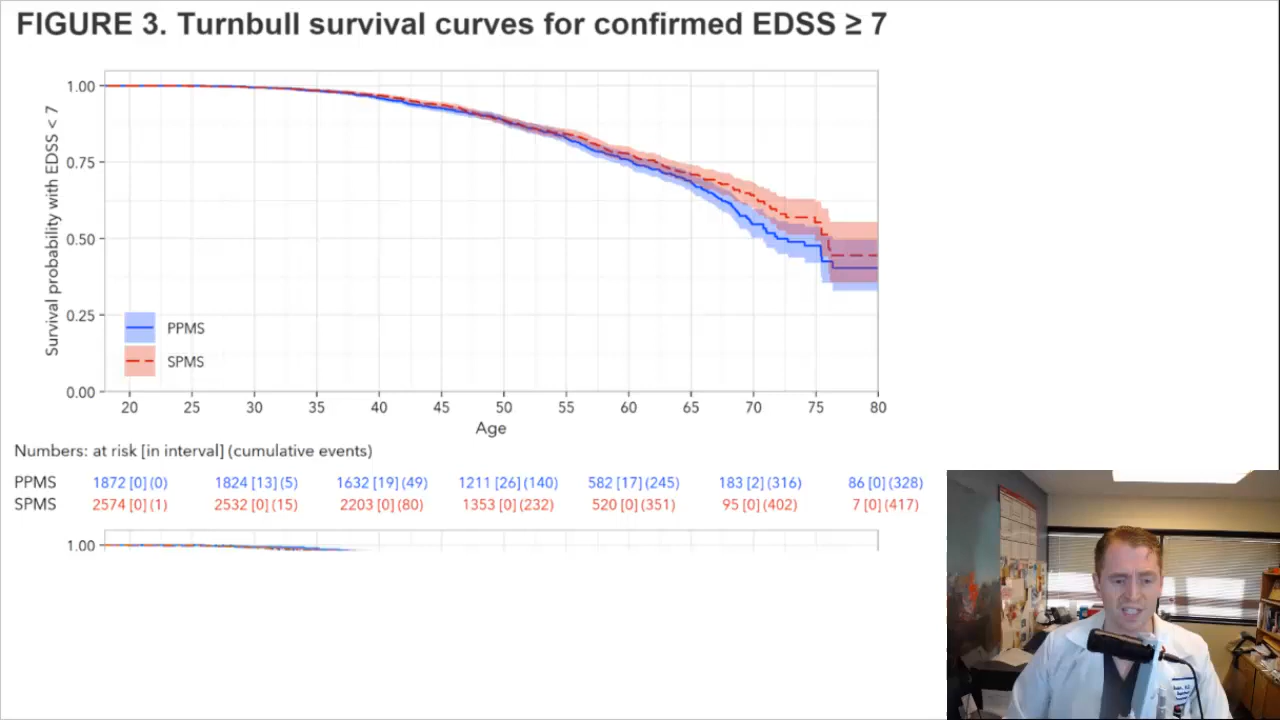 FIGURE 3. Turnbull survival curves for confirmed EDSS ≥ 7
Survival probability with EDSS < 7
1.00
0.75
0.50
0.25
0.00
PPMS
SPMS
20 25 30 35 40 45 50 55 60 65 70 75 80
Age
Numbers: at risk [in interval] (cumulative events)
PPMS 1872 [0] (0) 1824 [13] (5) 1632 [19] (49) 1211 [26] (140) 582 [17] (245) 183 [2] (316) 86 [0] (328)
SPMS 2574 [0] (1) 2532 [0] (15) 2203 [0] (80) 1353 [0] (232) 520 [0] (351) 95 [0] (402) 7 [0] (417)
1.00